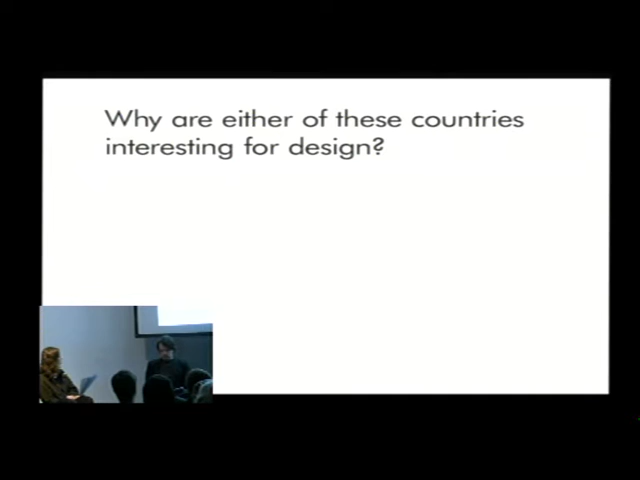 Why are either of these countries
interesting for design?